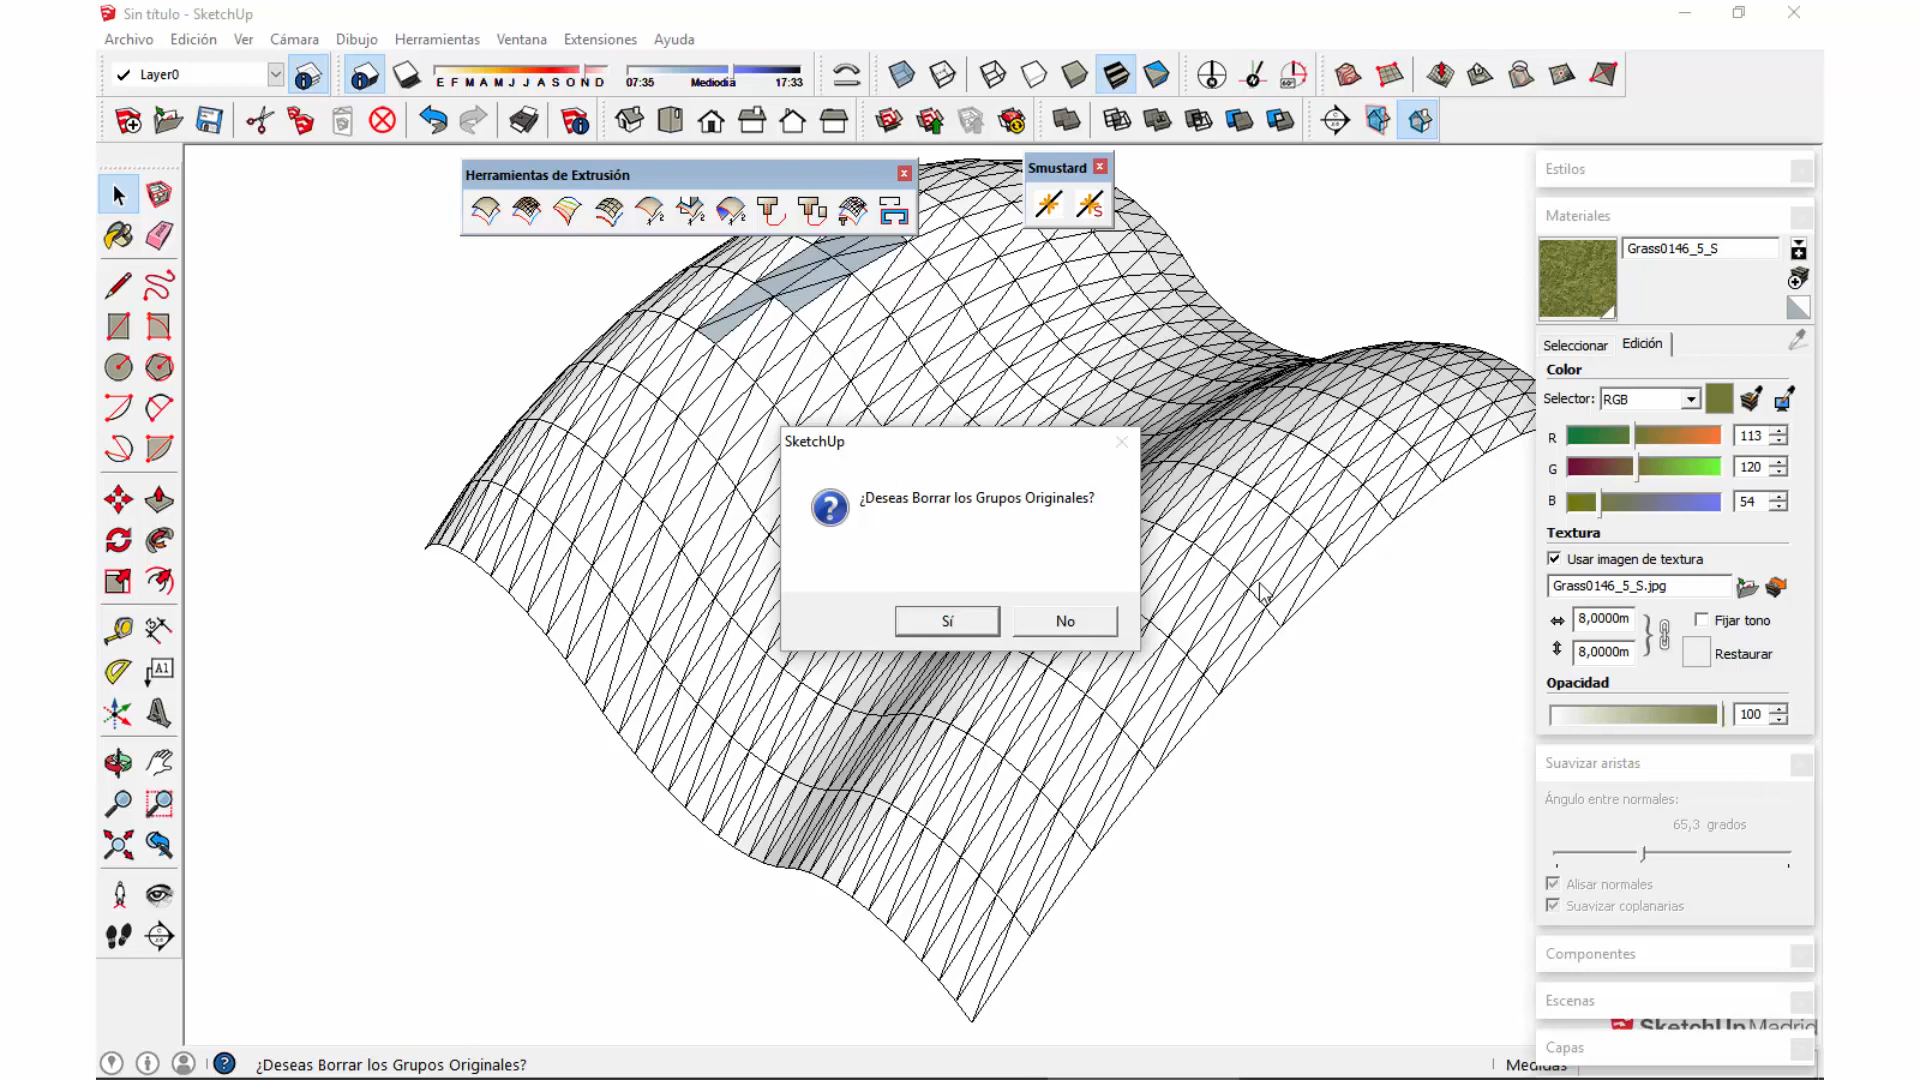 Sin título - SketchUp
Archivo Edición Ver Cámara Dibujo Herramientas Ventana Extensiones Ayuda
Layer0
E F M A M J J A S O N D
07:35 Mediodía 17:33
Herramientas de Extrusión
Smustard
Estilos
Materiales
Grass0146_5_S
Seleccionar Edición
Color
Selector: RGB
R 113
G 120
B 54
Textura
Usar imagen de textura
Grass0146_5_S.jpg
8,0000m Fijar tono
8,0000m Restaurar
Opacidad
100
Suavizar aristas
Ángulo entre normales:
65,3 grados
Alisar normales
Suavizar coplanarias
Componentes
Escenas
SketchUp Madrid
Capas
SketchUp
¿Deseas Borrar los Grupos Originales?
Sí No
A1
¿Deseas Borrar los Grupos Originales? Medidas